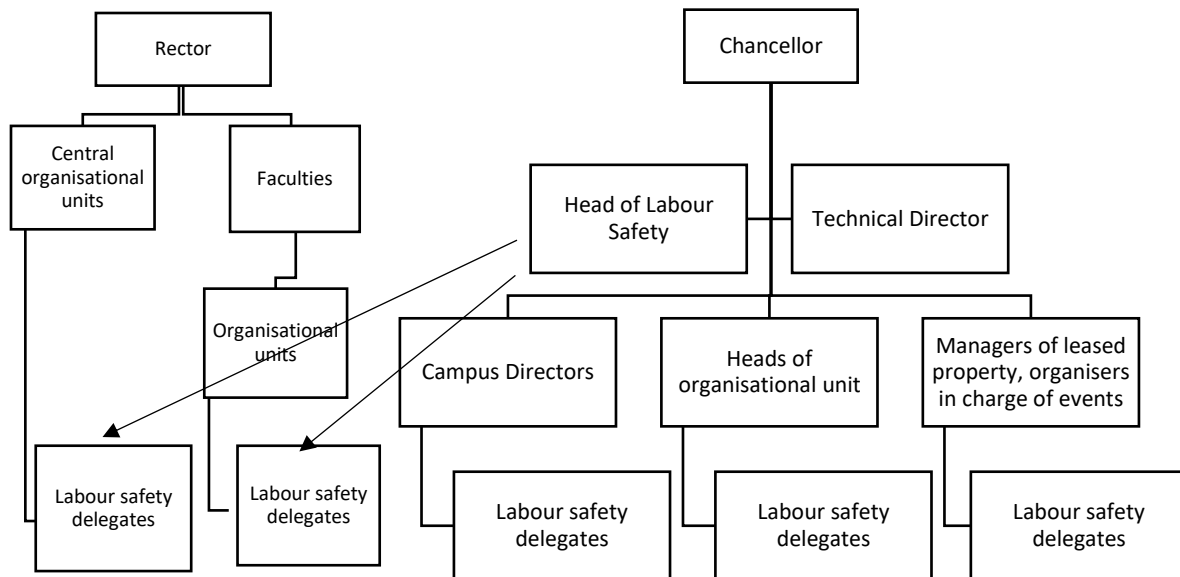 Rector
Chancellor
Central
organisational
units
Faculties
Head of Labour
Safety
Technical Director
Organisational
units
Campus Directors
Heads of
organisational unit
Managers of leased
property, organisers
in charge of events
Labour safety
delegates
Labour safety
delegates
Labour safety
delegates
Labour safety
delegates
Labour safety
delegates